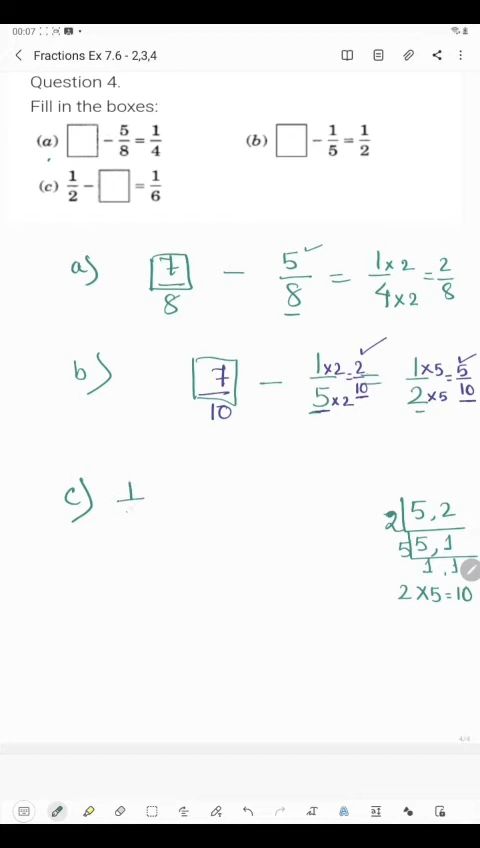 00:07
Fractions Ex 7.6 - 2,3,4
Question 4.
Fill in the boxes:
(a) □ - 5/8 = 1/4 (b) □ - 1/5 = 1/2
(c) 1/2 - □ = 1/6
a) 7/8 - 5/8 = 1×2/4×2 = 2/8
b) 7/10 - 1×2/5×2 = 2/10 = 1×5/2×5 = 5/10
c) 1
2 | 5, 2
5 | 5, 1
1, 1
2 × 5 = 10
4/4